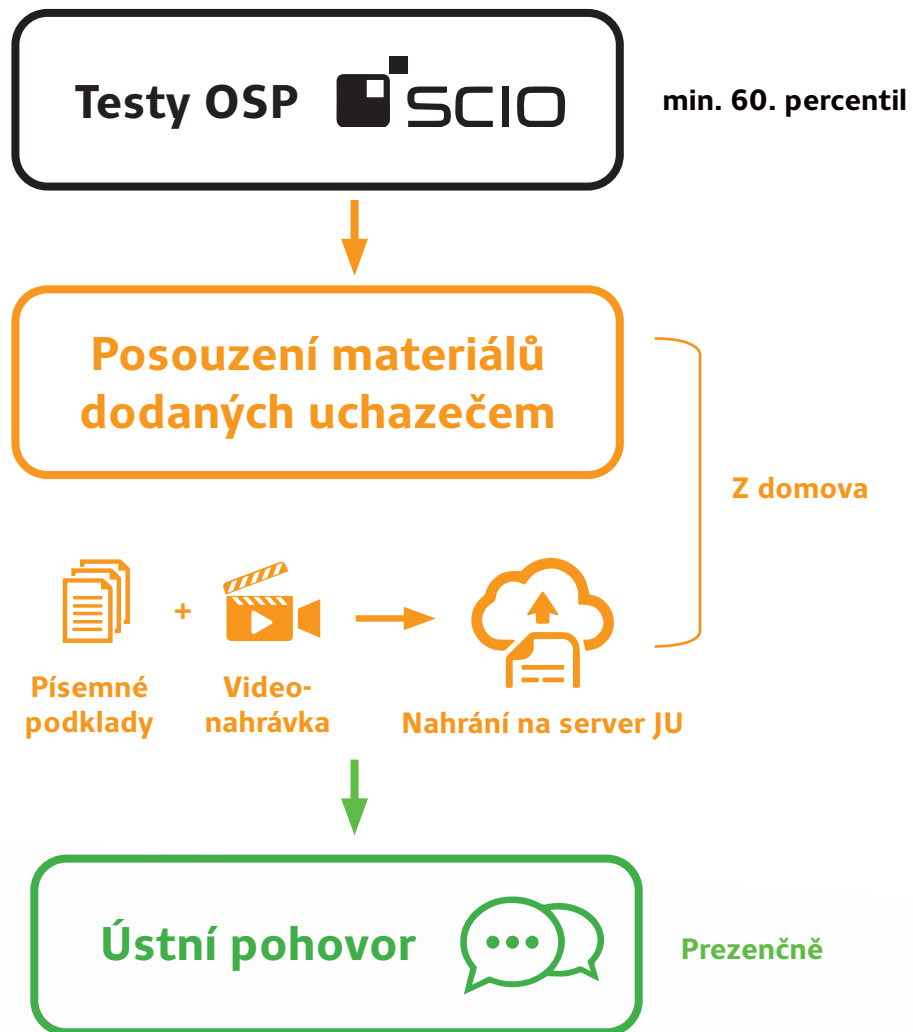 Testy OSP SCIO
min. 60. percentil
Posouzení materiálů
dodaných uchazečem
Z domova
+
Písemné
podklady
Video-
nahrávka
Nahrání na server JU
Ústní pohovor
Prezenčně